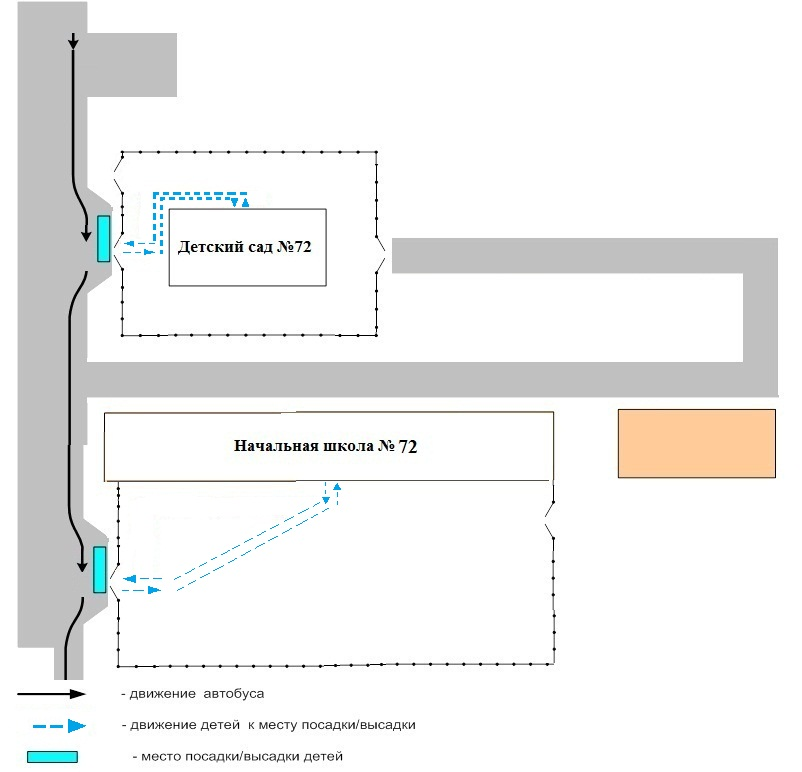 Детский сад №72
Начальная школа № 72
- движение автобуса
- движение детей к месту посадки/высадки
- место посадки/высадки детей